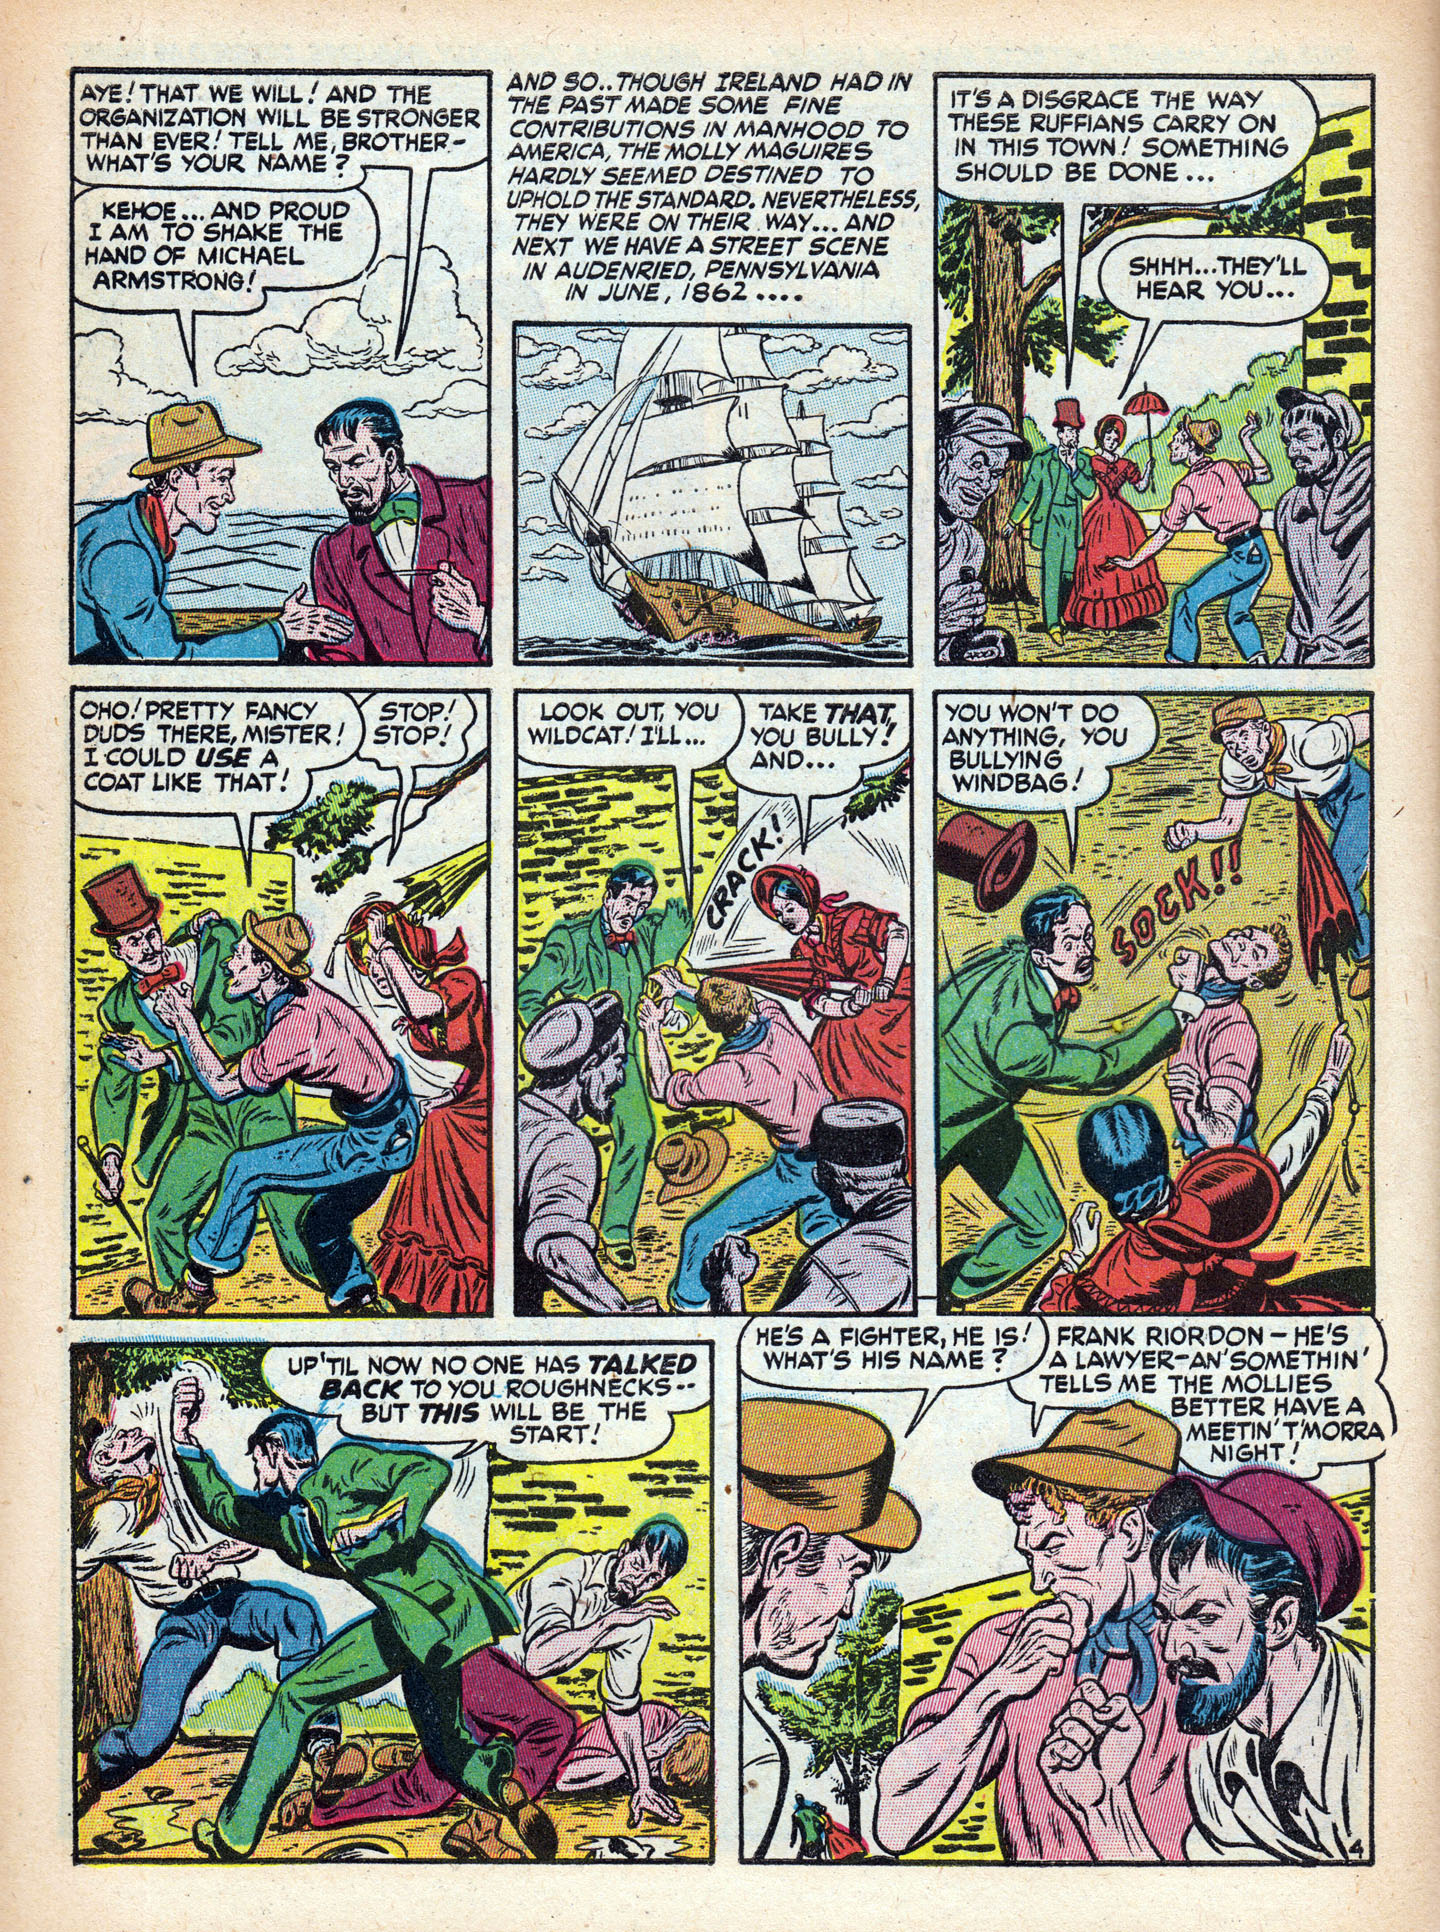 AYE! THAT WE WILL! AND THE
ORGANIZATION WILL BE STRONGER
THAN EVER! TELL ME, BROTHER-
WHAT'S YOUR NAME?
KEHOE... AND PROUD
I AM TO SHAKE THE
HAND OF MICHAEL
ARMSTRONG!
AND SO.. THOUGH IRELAND HAD IN
THE PAST MADE SOME FINE
CONTRIBUTIONS IN MANHOOD TO
AMERICA, THE MOLLY MAGUIRES
HARDLY SEEMED DESTINED TO
UPHOLD THE STANDARD. NEVERTHELESS,
THEY WERE ON THEIR WAY... AND
NEXT WE HAVE A STREET SCENE
IN AUDENRIED, PENNSYLVANIA
IN JUNE, 1862 ....
IT'S A DISGRACE THE WAY
THESE RUFFIANS CARRY ON
IN THIS TOWN! SOMETHING
SHOULD BE DONE ...
SHHH... THEY'LL
HEAR YOU...
OHO! PRETTY FANCY
DUDS THERE, MISTER!
I COULD USE A
COAT LIKE THAT!
STOP!
STOP!
LOOK OUT, YOU
WILDCAT! I'LL...
TAKE THAT,
YOU BULLY!
AND...
CRACK!
YOU WON'T DO
ANYTHING, YOU
BULLYING
WINDBAG!
SOCK!!
UP 'TIL NOW NO ONE HAS TALKED
BACK TO YOU ROUGHNECKS--
BUT THIS WILL BE THE
START!
HE'S A FIGHTER, HE IS!
WHAT'S HIS NAME?
FRANK RIORDON - HE'S
A LAWYER-AN' SOMETHIN'
TELLS ME THE MOLLIES
BETTER HAVE A
MEETIN' T'MORRA
NIGHT!
4